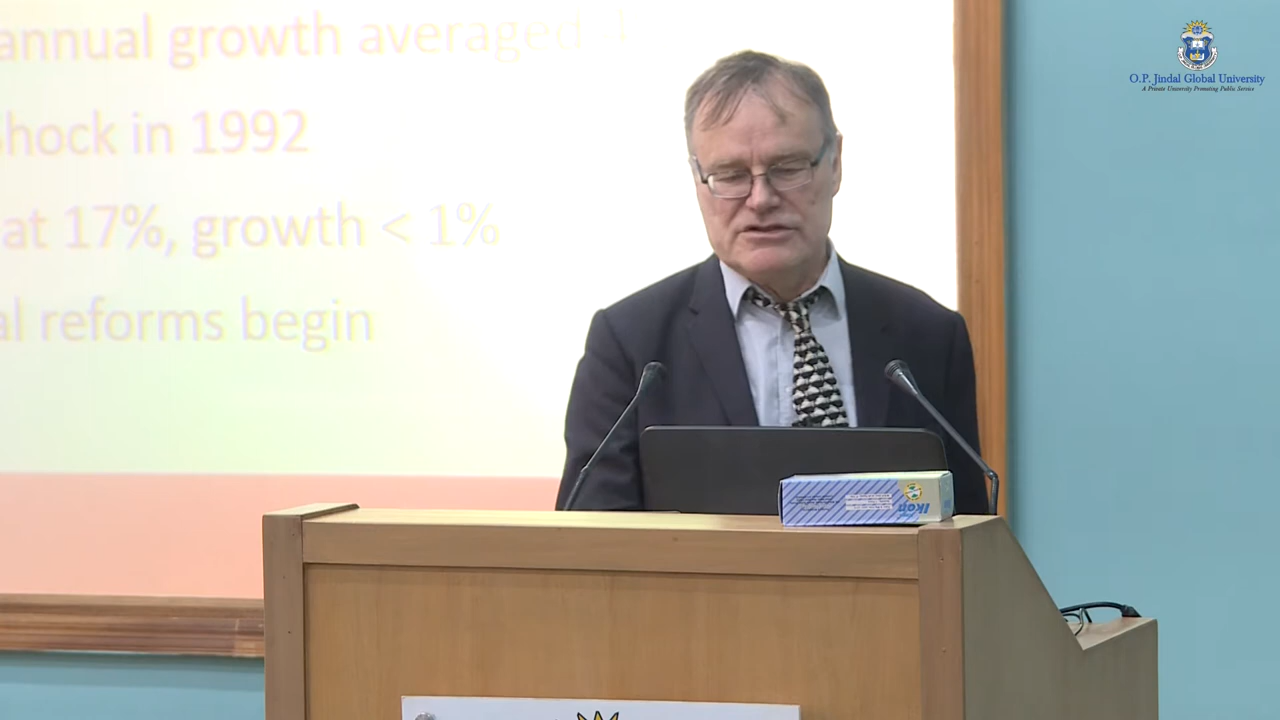 annual growth averaged
shock in 1992
at 17%, growth < 1%
al reforms begin
O.P. Jindal Global University
A Private University Promoting Public Service
Ikon